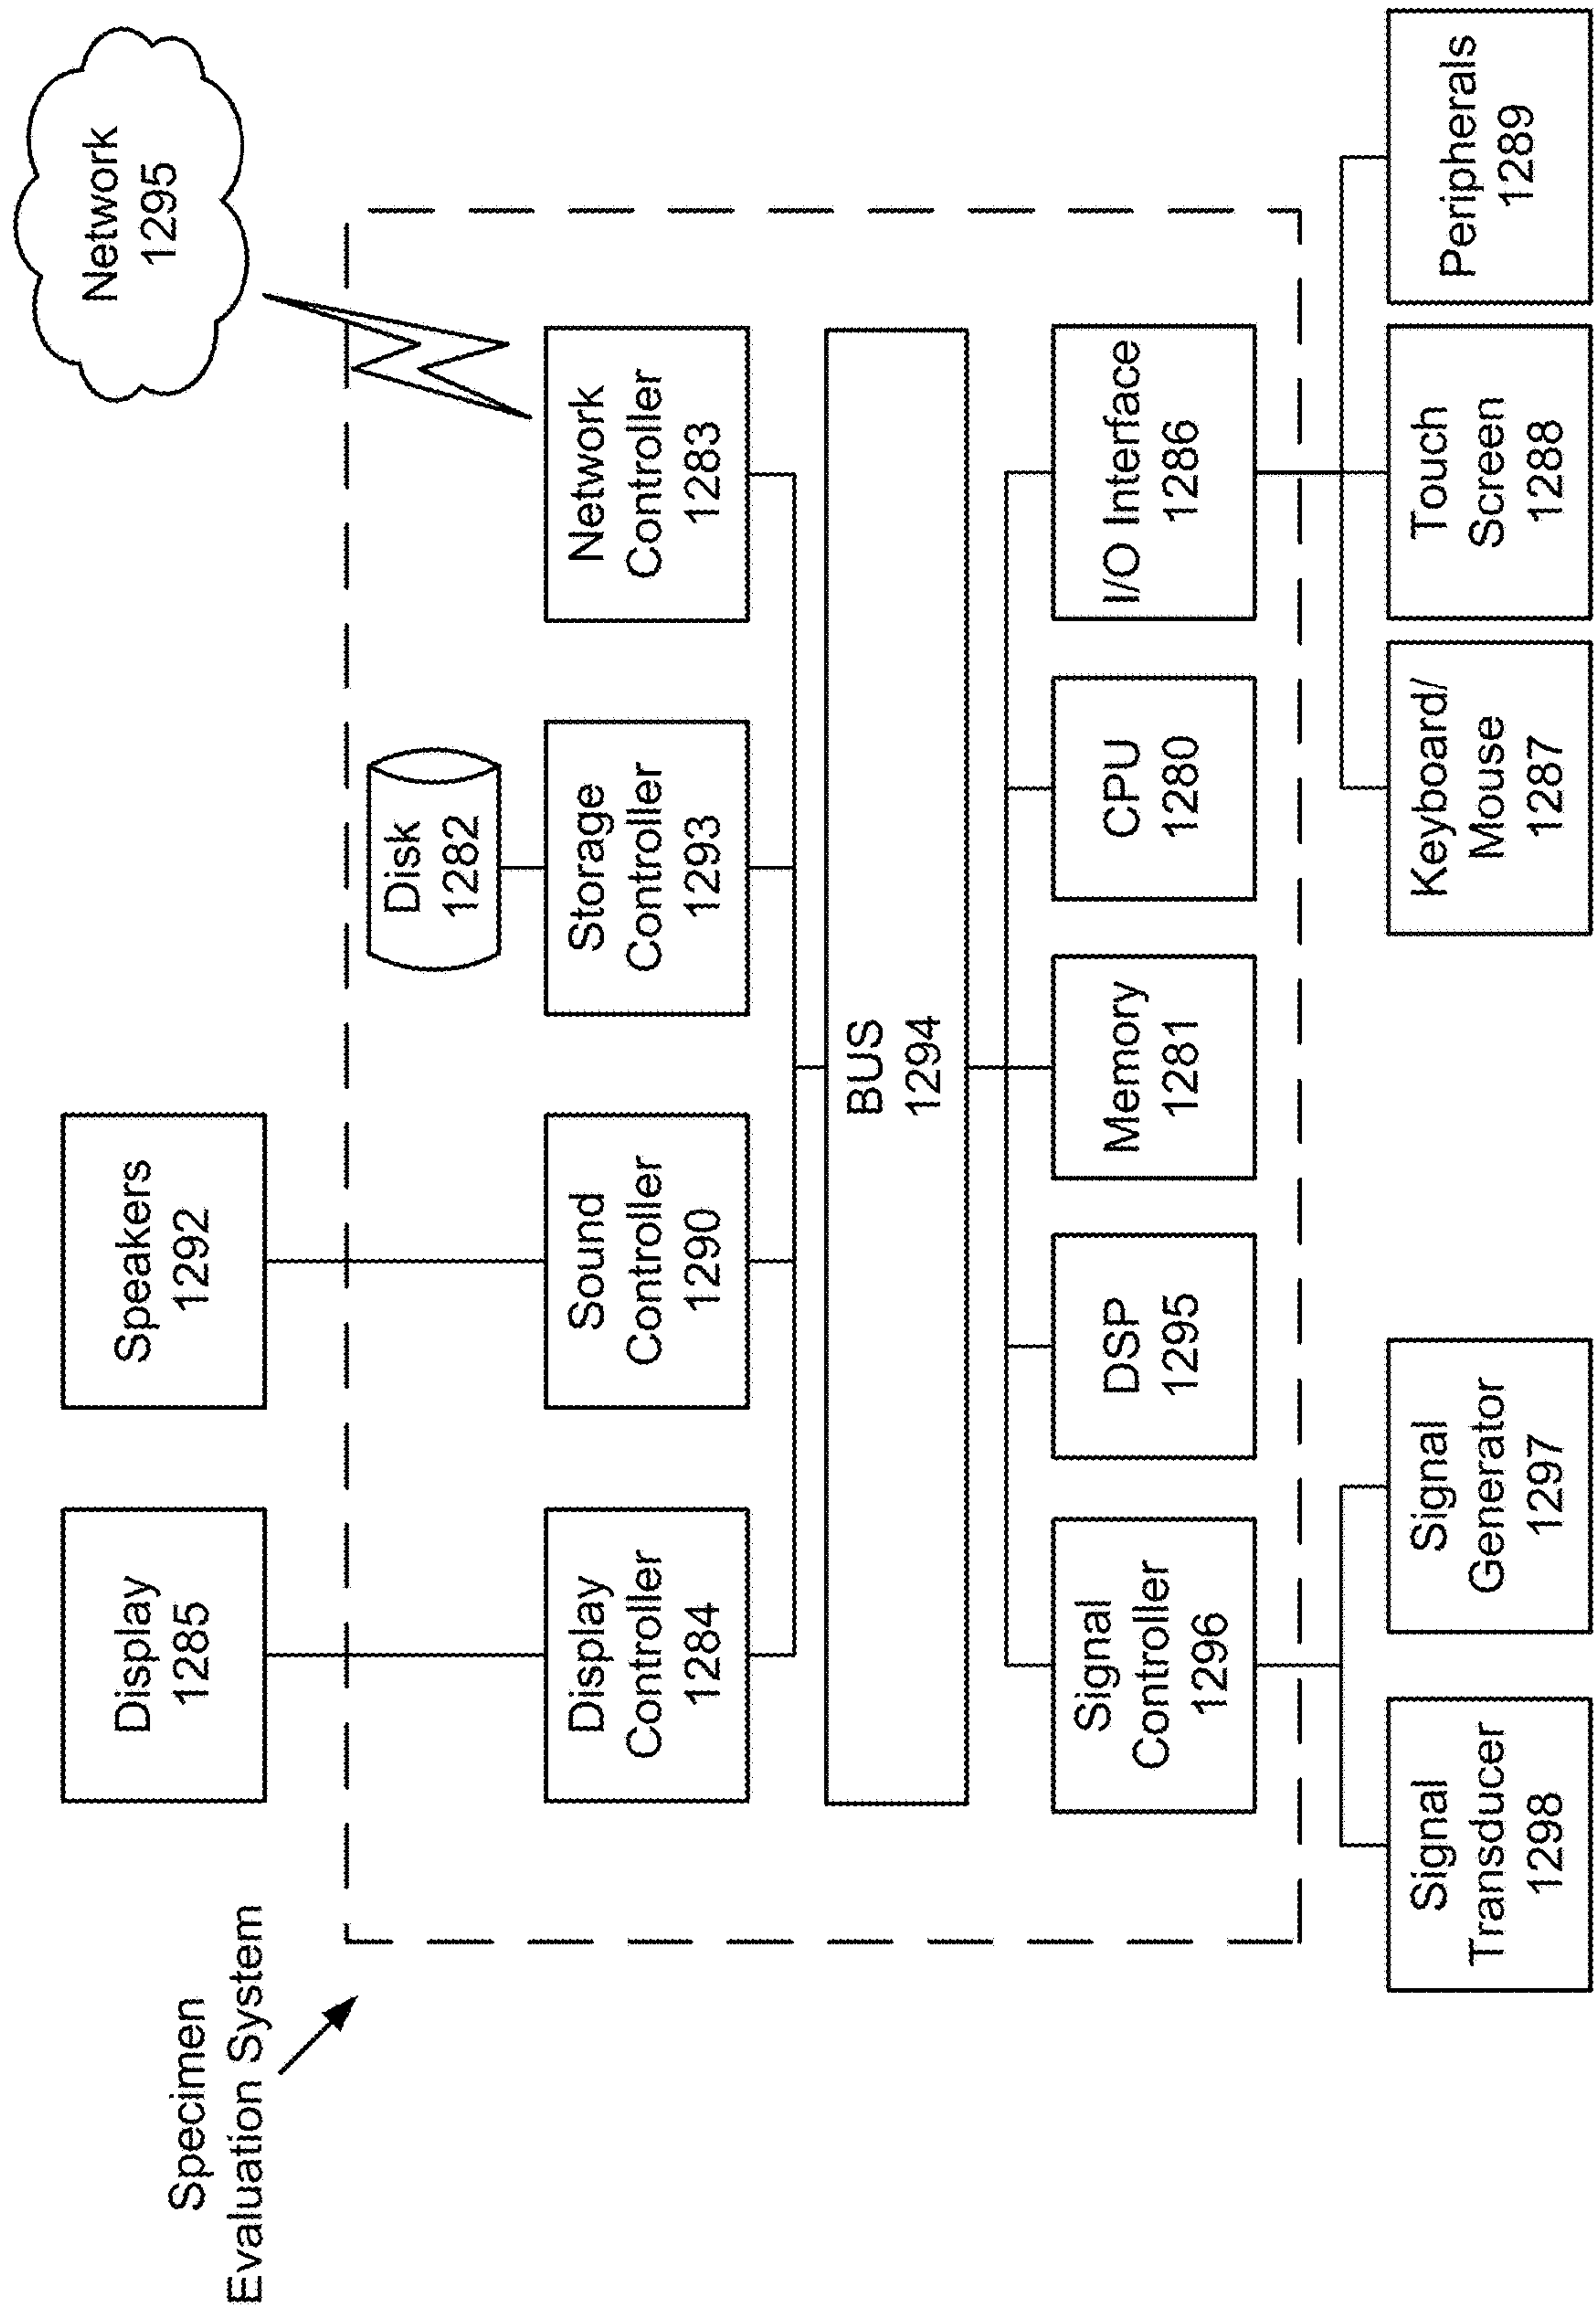 Specimen
Evaluation System
Display
1285
Speakers
1292
Network
1295
Disk
1282
Display
Controller
1284
Sound
Controller
1290
Storage
Controller
1293
Network
Controller
1283
BUS
1294
Signal
Controller
1296
DSP
1295
Memory
1281
CPU
1280
I/O Interface
1286
Signal
Transducer
1298
Signal
Generator
1297
Keyboard/
Mouse
1287
Touch
Screen
1288
Peripherals
1289